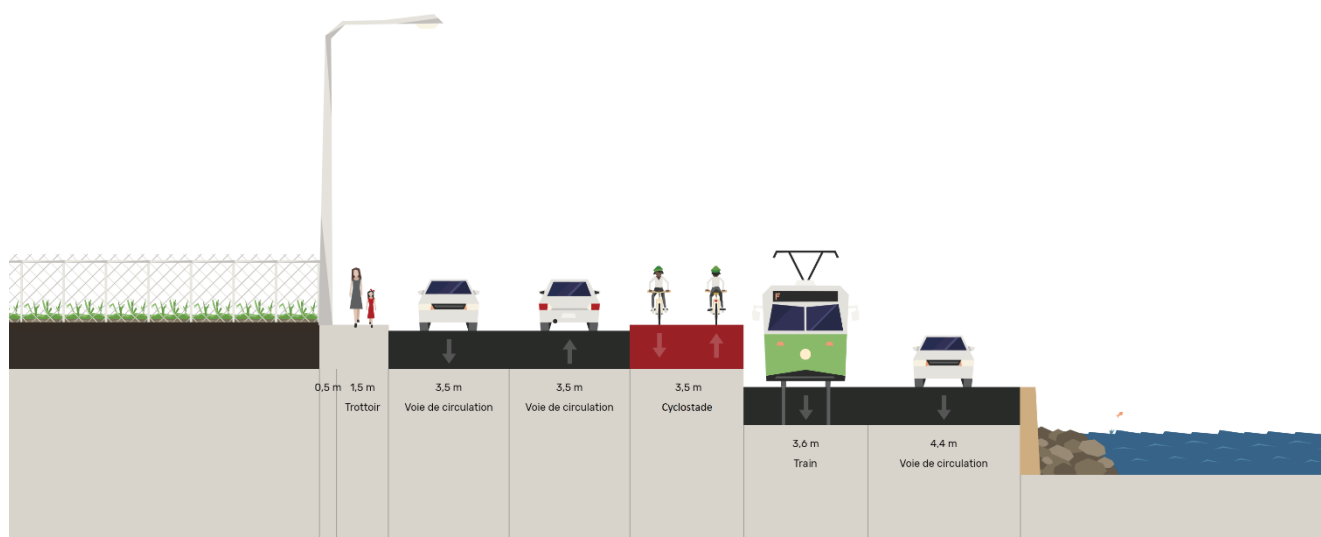 F
0,5 m
1,5 m
Trottoir
3,5 m
Voie de circulation
3,5 m
Voie de circulation
3,5 m
Cyclostade
3,6 m
Train
4,4 m
Voie de circulation